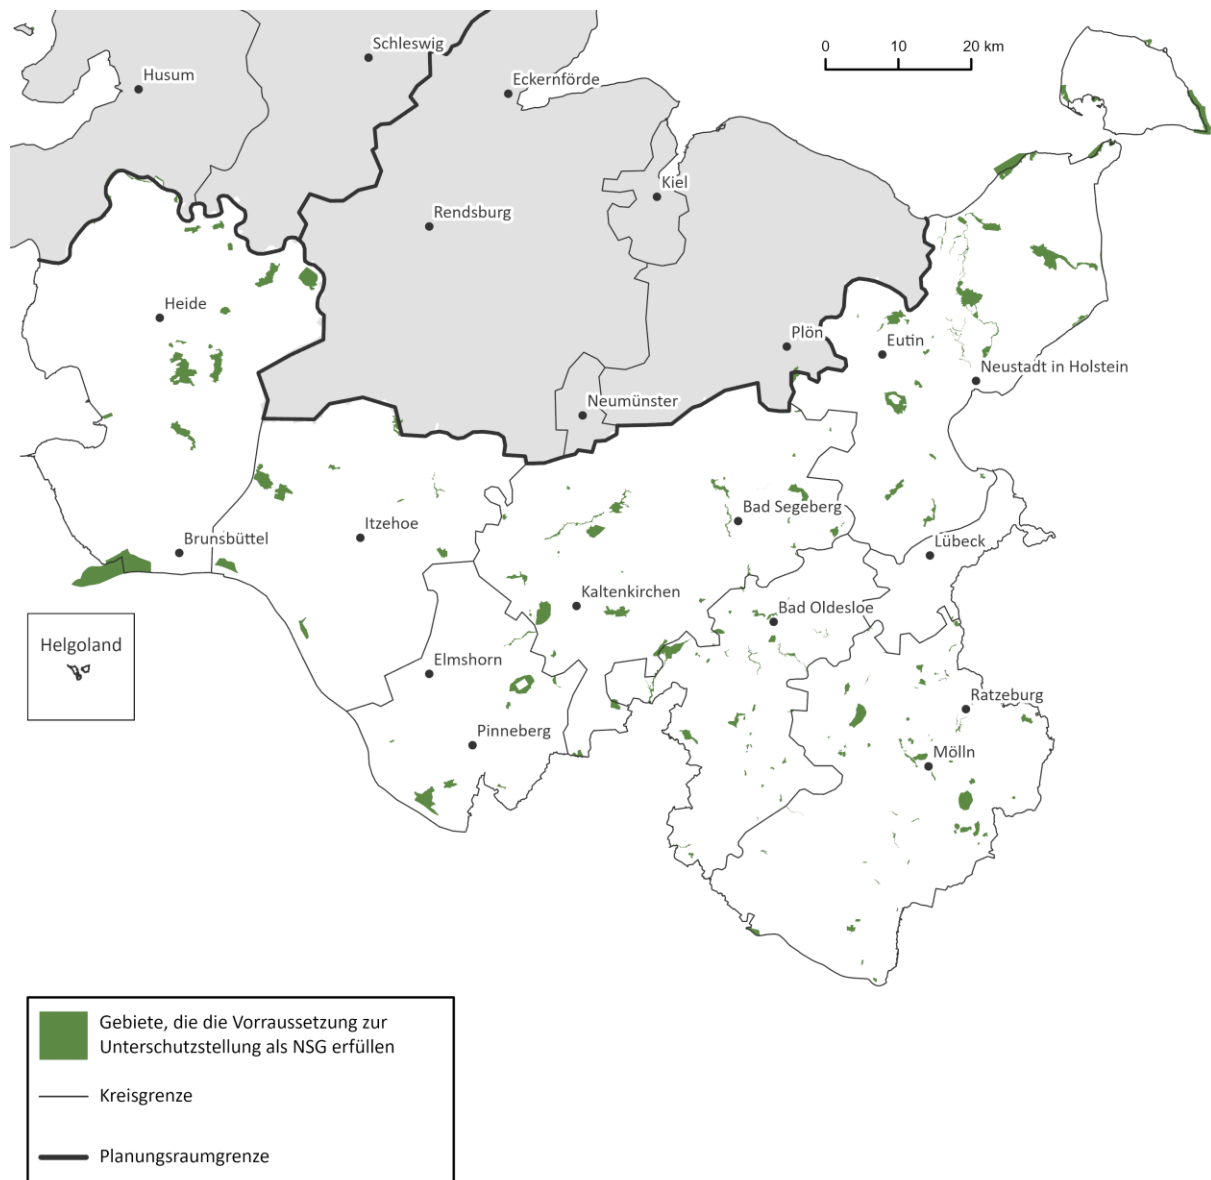 Schleswig
0 10 20 km
Husum
Eckernförde
Kiel
Rendsburg
Heide
Plön
Eutin
Neustadt in Holstein
Neumünster
Bad Segeberg
Itzehoe
Brunsbüttel
Lübeck
Kaltenkirchen
Bad Oldesloe
Helgoland
Elmshorn
Ratzeburg
Pinneberg
Mölln
Gebiete, die die Vorraussetzung zur
Unterschutzstellung als NSG erfüllen
Kreisgrenze
Planungsraumgrenze